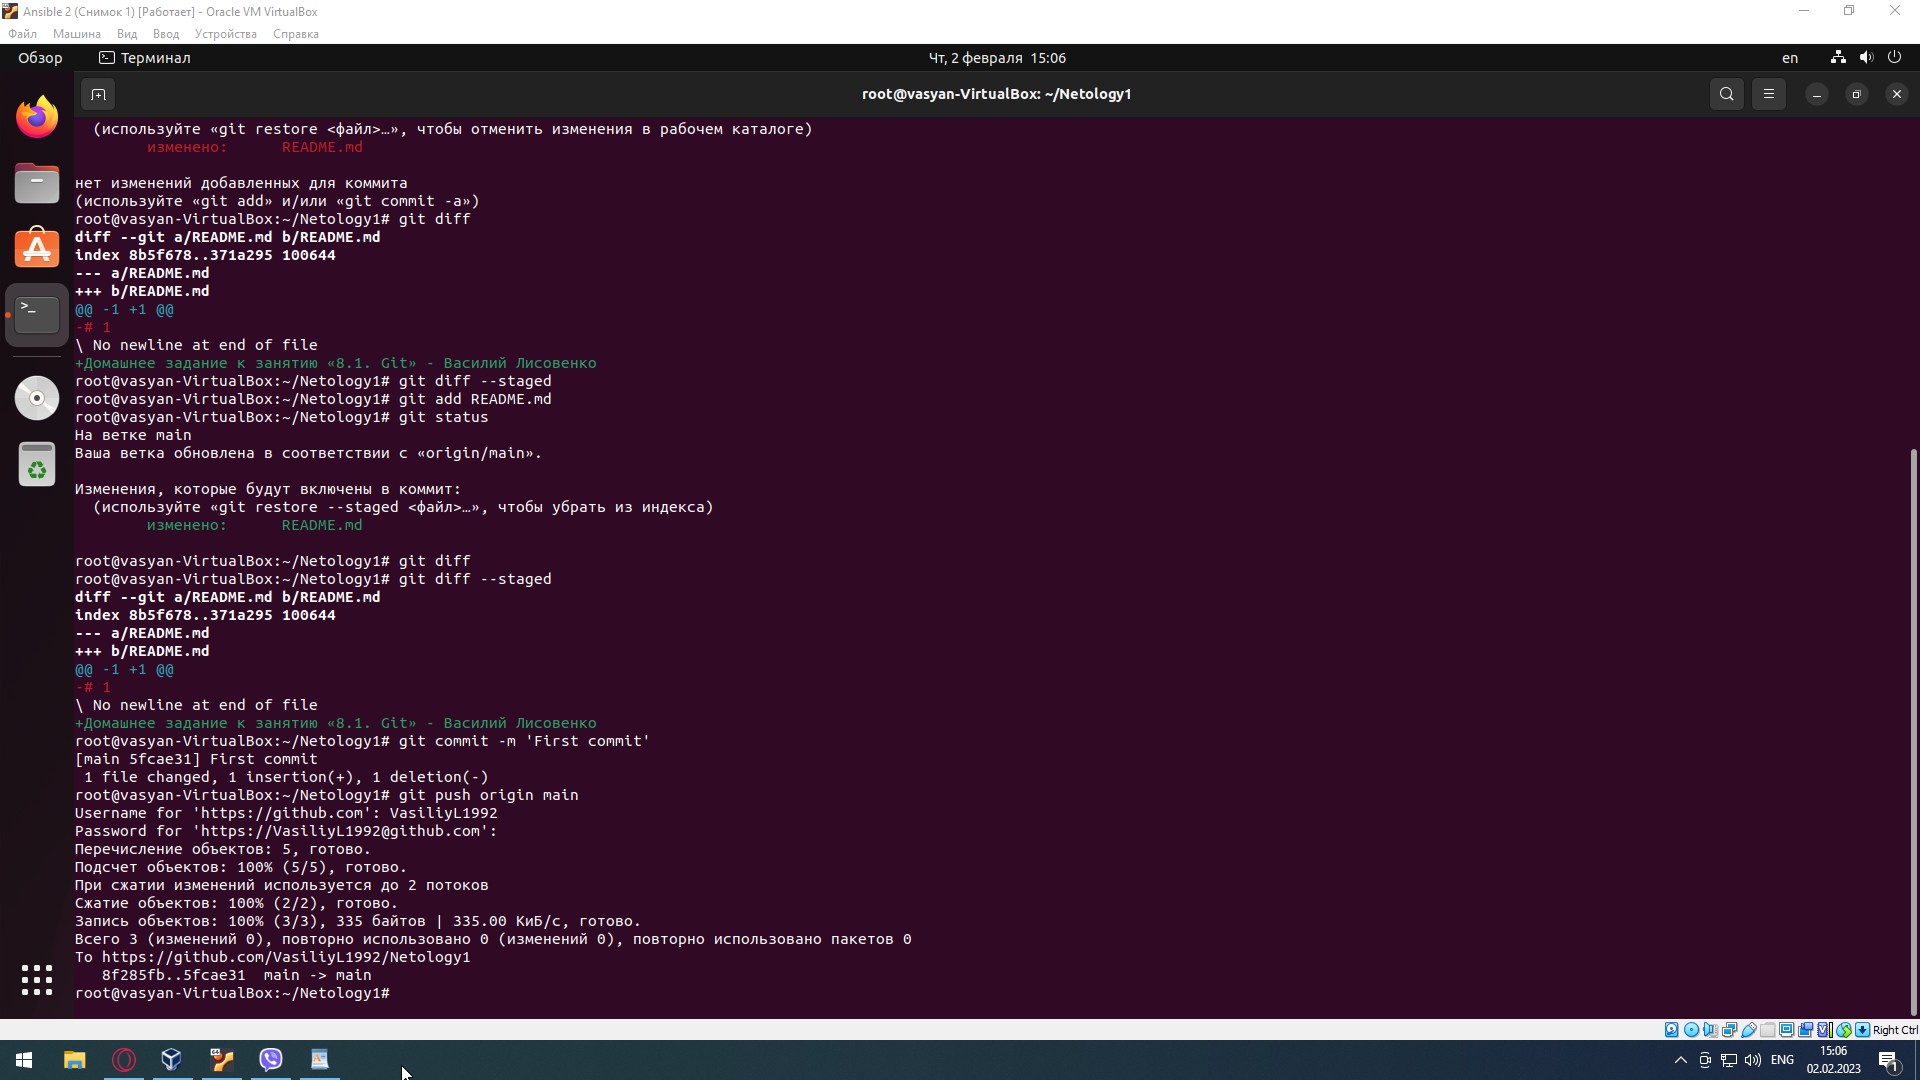 Ansible 2 (Снимок 1) [Работает] - Oracle VM VirtualBox
Файл Машина Вид Ввод Устройства Справка
Обзор Терминал Чт, 2 февраля 15:06 en
root@vasyan-VirtualBox: ~/Netology1
(используйте «git restore <файл>…», чтобы отменить изменения в рабочем каталоге)
изменено: README.md
нет изменений добавленных для коммита
(используйте «git add» и/или «git commit -a»)
root@vasyan-VirtualBox:~/Netology1# git diff
diff --git a/README.md b/README.md
index 8b5f678..371a295 100644
--- a/README.md
+++ b/README.md
@@ -1 +1 @@
-# 1
\ No newline at end of file
+Домашнее задание к занятию «8.1. Git» - Василий Лисовенко
root@vasyan-VirtualBox:~/Netology1# git diff --staged
root@vasyan-VirtualBox:~/Netology1# git add README.md
root@vasyan-VirtualBox:~/Netology1# git status
На ветке main
Ваша ветка обновлена в соответствии с «origin/main».
Изменения, которые будут включены в коммит:
(используйте «git restore --staged <файл>…», чтобы убрать из индекса)
изменено: README.md
root@vasyan-VirtualBox:~/Netology1# git diff
root@vasyan-VirtualBox:~/Netology1# git diff --staged
diff --git a/README.md b/README.md
index 8b5f678..371a295 100644
--- a/README.md
+++ b/README.md
@@ -1 +1 @@
-# 1
\ No newline at end of file
+Домашнее задание к занятию «8.1. Git» - Василий Лисовенко
root@vasyan-VirtualBox:~/Netology1# git commit -m 'First commit'
[main 5fcae31] First commit
1 file changed, 1 insertion(+), 1 deletion(-)
root@vasyan-VirtualBox:~/Netology1# git push origin main
Username for 'https://github.com': VasiliyL1992
Password for 'https://VasiliyL1992@github.com':
Перечисление объектов: 5, готово.
Подсчет объектов: 100% (5/5), готово.
При сжатии изменений используется до 2 потоков
Сжатие объектов: 100% (2/2), готово.
Запись объектов: 100% (3/3), 335 байтов | 335.00 КиБ/с, готово.
Всего 3 (изменений 0), повторно использовано 0 (изменений 0), повторно использовано пакетов 0
To https://github.com/VasiliyL1992/Netology1
8f285fb..5fcae31 main -> main
root@vasyan-VirtualBox:~/Netology1#
Right Ctrl
ENG 15:06
02.02.2023
1